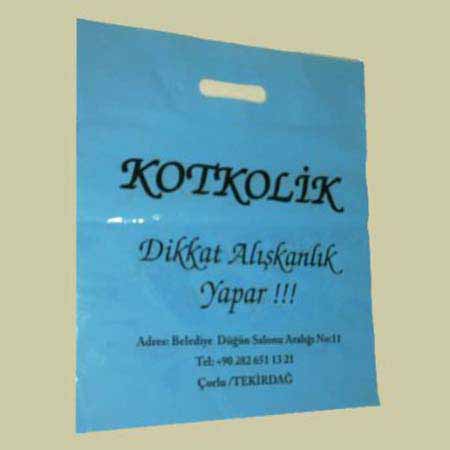 KOTKOLİK
Dikkat Alışkanlık
Yapar !!!
Adres: Belediye Düğün Salonu Aralığı No:11
Tel: +90 282 651 13 21
Çorlu /TEKİRDAĞ